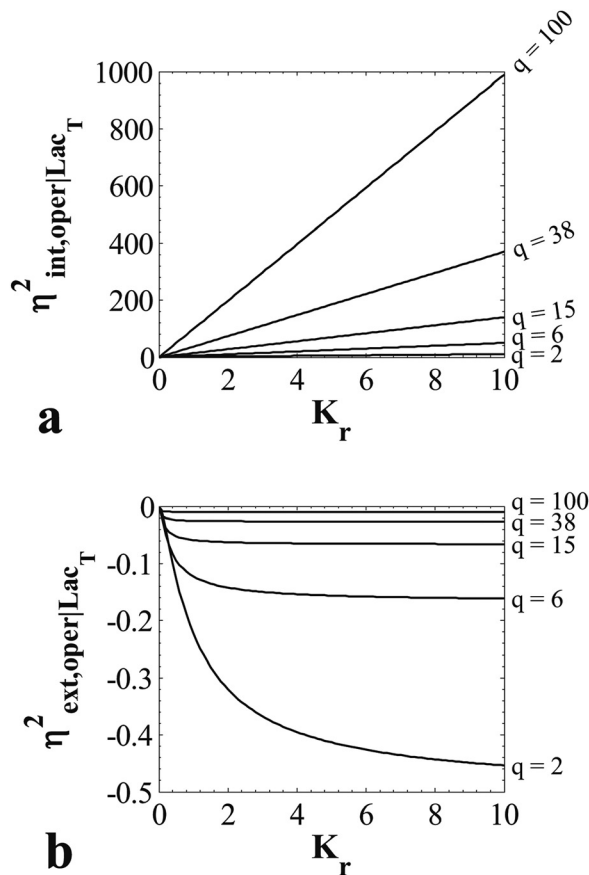 q = 100
1000
800
600
400
200
0
η²int,oper|LacT
q = 38
q = 15
q = 6
q = 2
0 2 4 6 8 10
Kr
a
0
-0.1
-0.2
-0.3
-0.4
-0.5
η²ext,oper|LacT
q = 100
q = 38
q = 15
q = 6
q = 2
0 2 4 6 8 10
Kr
b